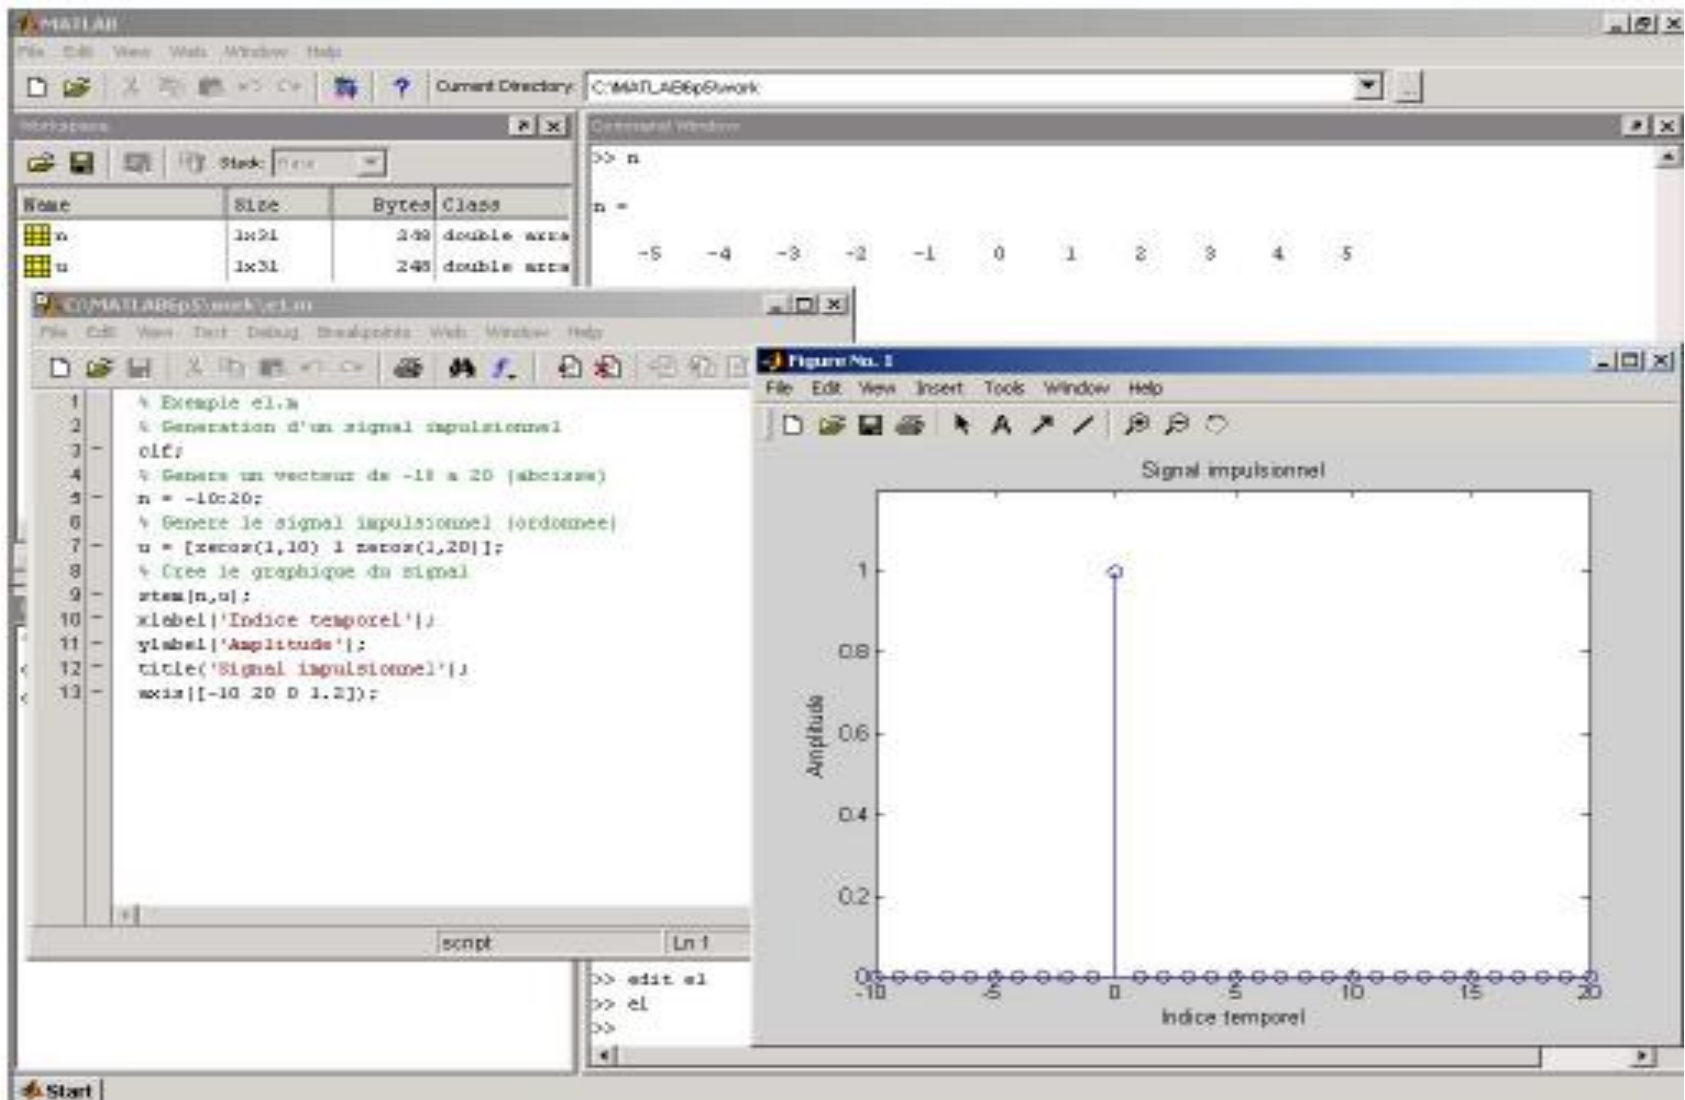 MATLAB
File Edit View Web Window Help
Current Directory: C:\MATLAB6p5\work
Workspace
Stack: Base
Name Size Bytes Class
n 1x31 248 double arra
u 1x31 248 double arra
Command Window
>> n
n =
-5 -4 -3 -2 -1 0 1 2 3 4 5
C:\MATLAB6p5\work\e1.m
File Edit View Text Debug Breakpoints Web Window Help
1 % Exemple e1.m
2 % Generation d'un signal impulsionnel
3 - clf;
4 % Genere un vecteur de -10 a 20 (abcisse)
5 - n = -10:20;
6 % Genere le signal impulsionnel (ordonnee)
7 - u = [zeros(1,10) 1 zeros(1,20)];
8 % Cree le graphique du signal
9 - stem(n,u);
10 - xlabel('Indice temporel');
11 - ylabel('Amplitude');
12 - title('Signal impulsionnel');
13 - axis([-10 20 0 1.2]);
script Ln 1
>> edit e1
>> e1
>>
Figure No. 1
File Edit View Insert Tools Window Help
Signal impulsionnel
1
0.8
0.6
0.4
0.2
0
Amplitude
-10 -5 0 5 10 15 20
Indice temporel
Start